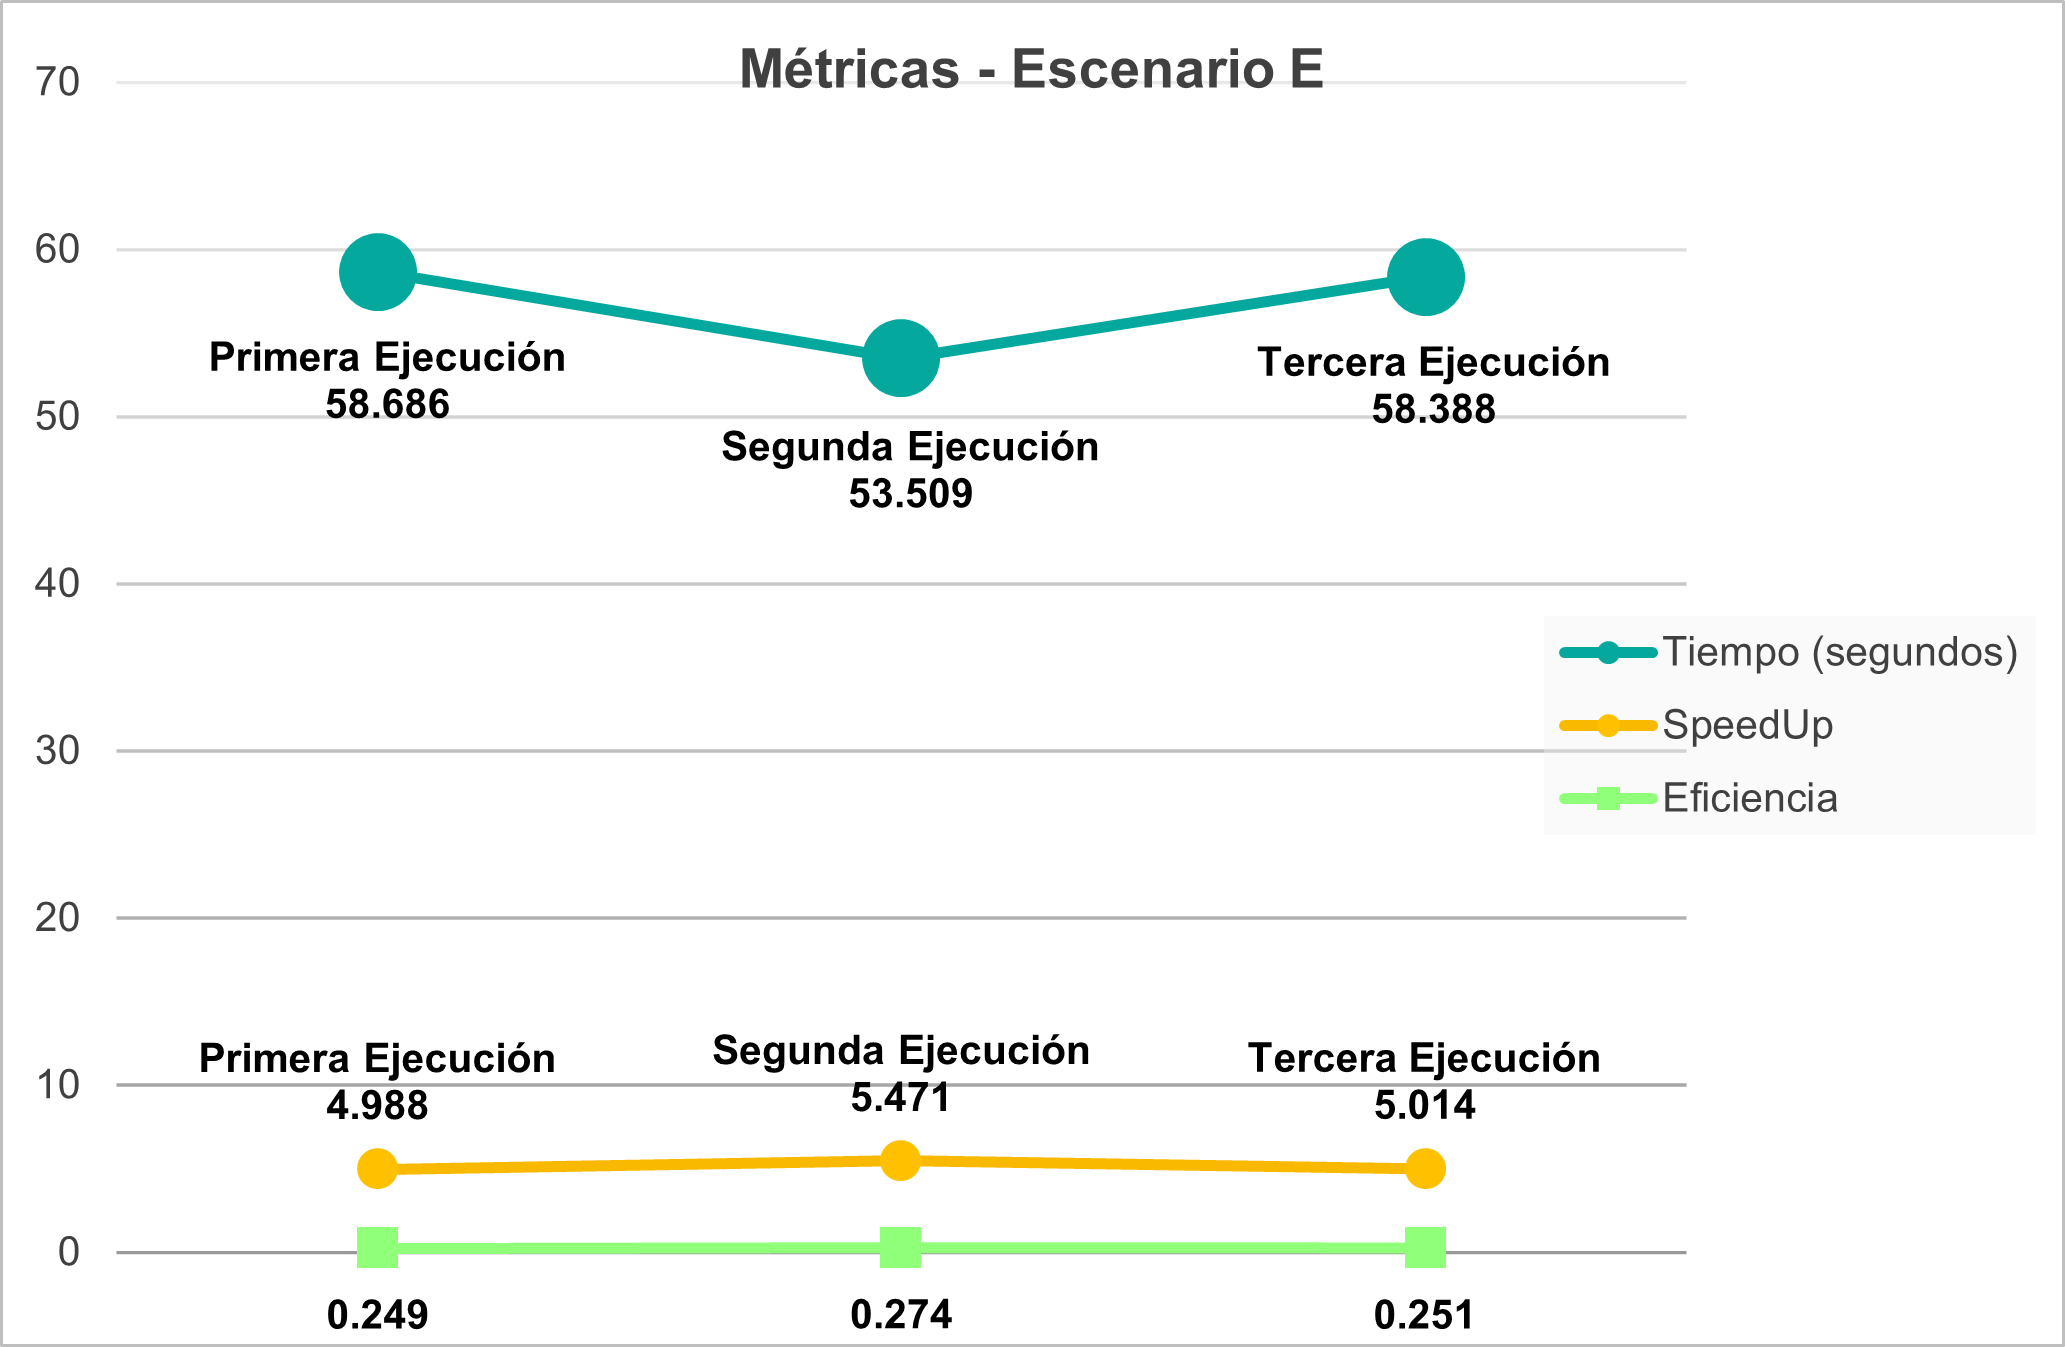 Métricas - Escenario E
70
60
50
40
30
20
10
0
Primera Ejecución
58.686
Segunda Ejecución
53.509
Tercera Ejecución
58.388
Tiempo (segundos)
SpeedUp
Eficiencia
Primera Ejecución
4.988
Segunda Ejecución
5.471
Tercera Ejecución
5.014
0.249
0.274
0.251